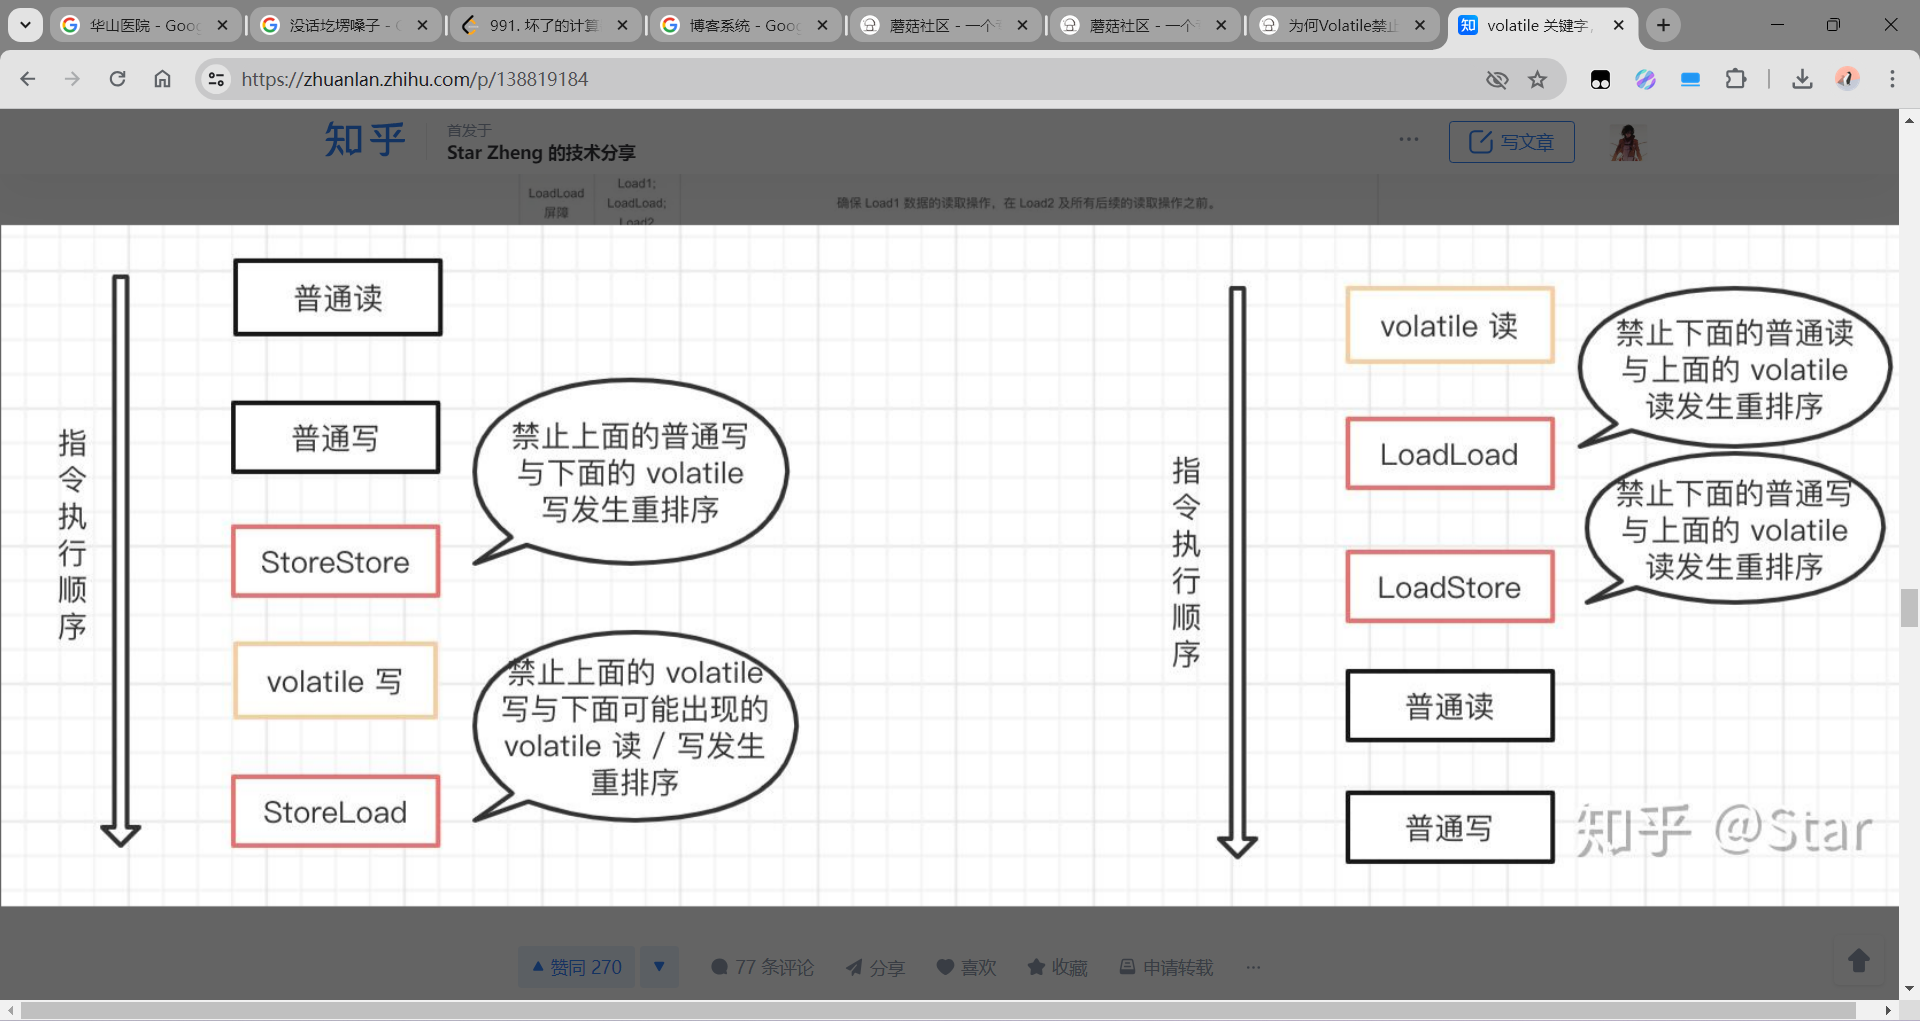 华山医院 - Goo
没话圪塄嗓子 -
991. 坏了的计算
博客系统 - Goo
蘑菇社区 - 一个
蘑菇社区 - 一个
为何Volatile禁止
volatile 关键字,
https://zhuanlan.zhihu.com/p/138819184
知乎
首发于
Star Zheng 的技术分享
写文章
LoadLoad
屏障
Load1;
LoadLoad;
Load2
确保 Load1 数据的读取操作，在 Load2 及所有后续的读取操作之前。
指令执行顺序
普通读
普通写
StoreStore
volatile 写
StoreLoad
禁止上面的普通写
与下面的 volatile
写发生重排序
禁止上面的 volatile
写与下面可能出现的
volatile 读 / 写发生
重排序
指令执行顺序
volatile 读
LoadLoad
LoadStore
普通读
普通写
禁止下面的普通读
与上面的 volatile
读发生重排序
禁止下面的普通写
与上面的 volatile
读发生重排序
知乎 @Star
赞同 270
77 条评论
分享
喜欢
收藏
申请转载